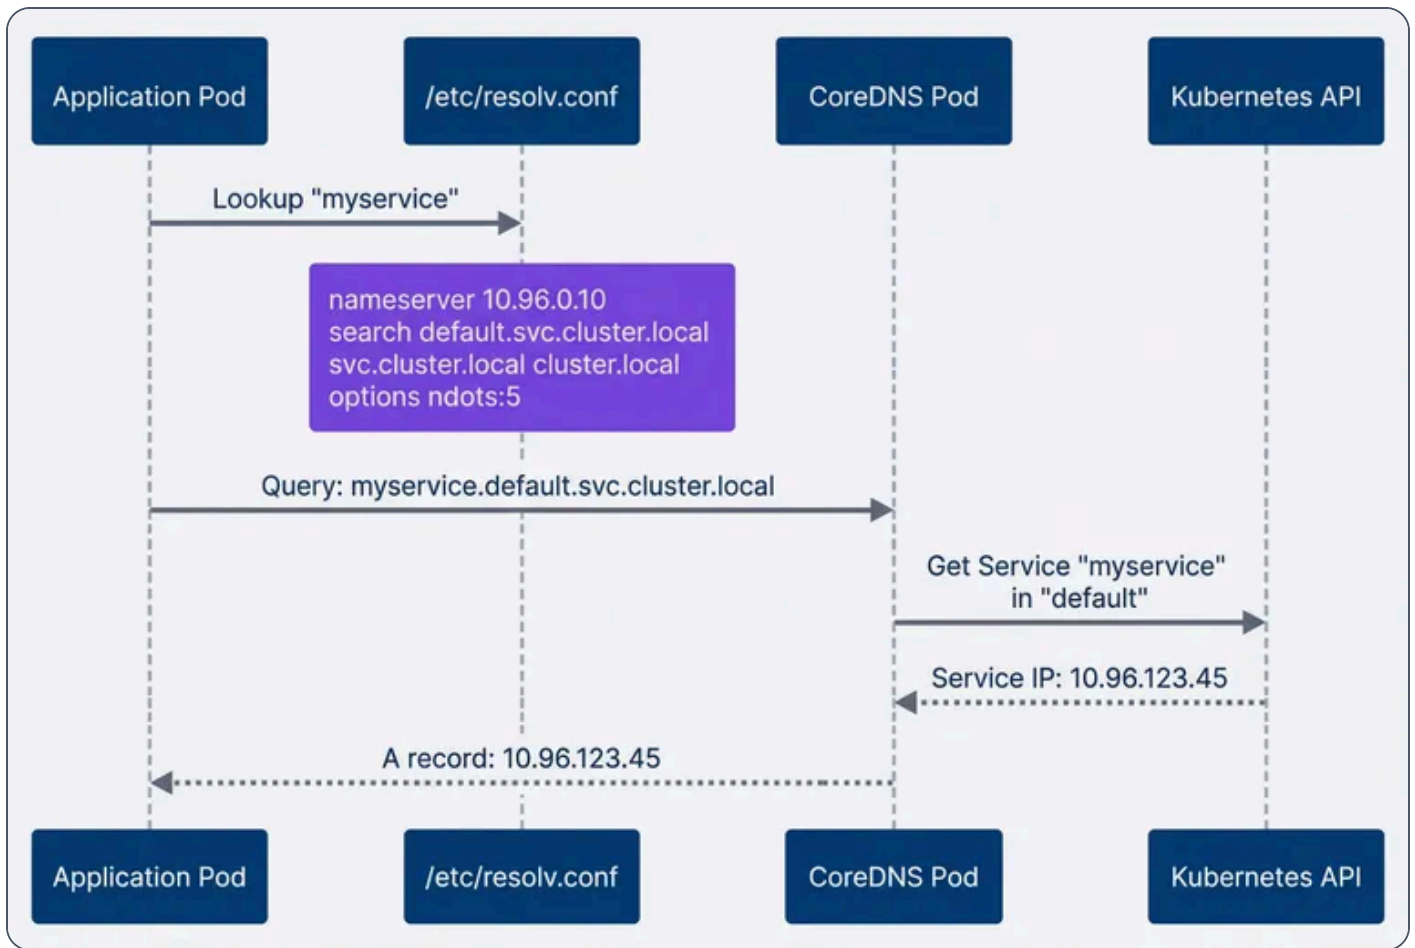 Application Pod
/etc/resolv.conf
CoreDNS Pod
Kubernetes API
Lookup "myservice"
nameserver 10.96.0.10
search default.svc.cluster.local
svc.cluster.local cluster.local
options ndots:5
Query: myservice.default.svc.cluster.local
Get Service "myservice"
in "default"
Service IP: 10.96.123.45
A record: 10.96.123.45
Application Pod
/etc/resolv.conf
CoreDNS Pod
Kubernetes API